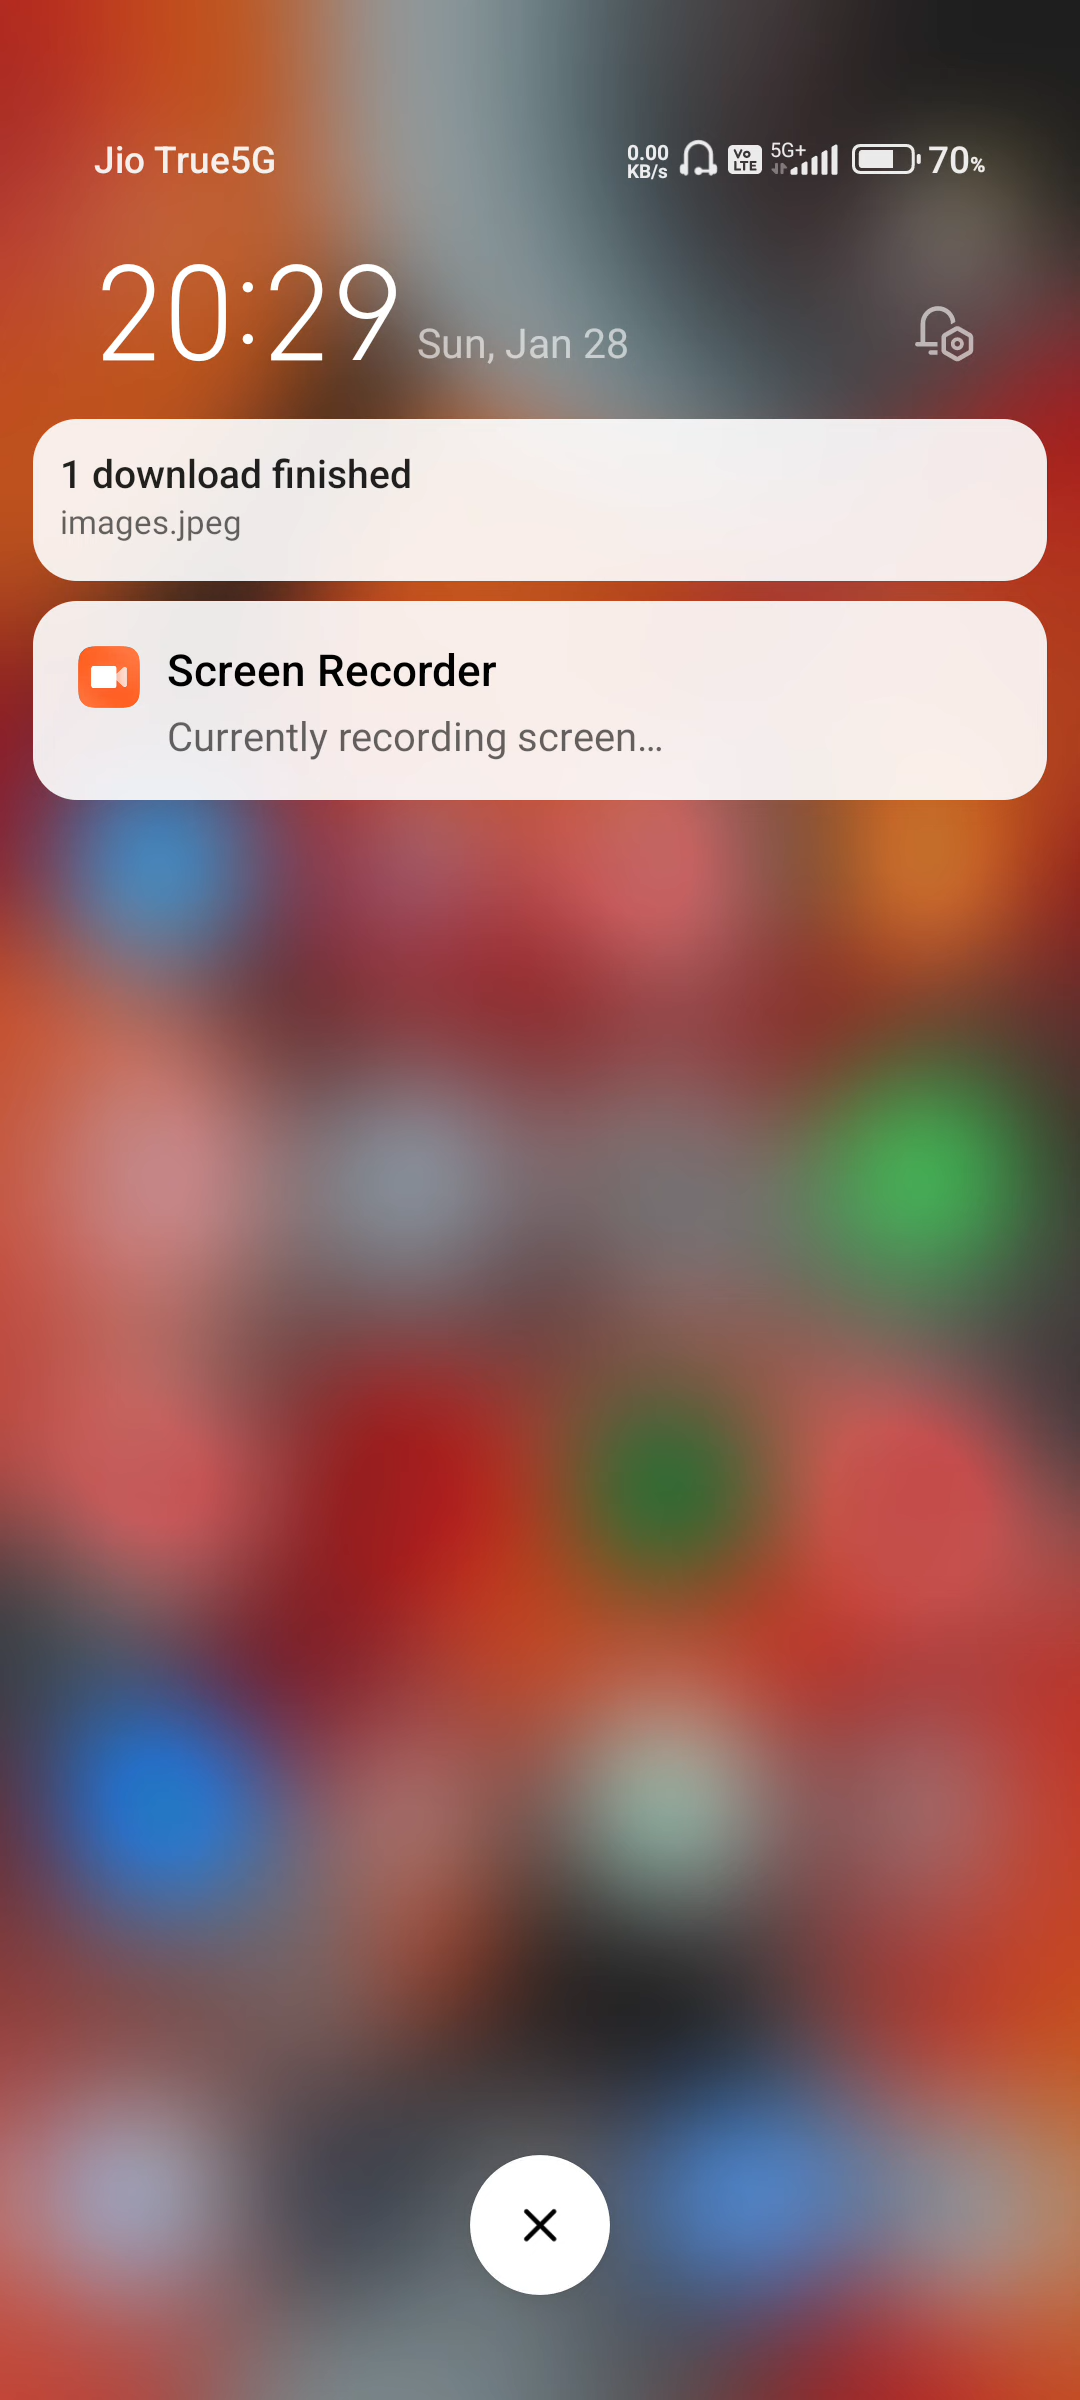 Jio True5G
0.00 KB/s
Vo LTE
5G+
70%
20:29 Sun, Jan 28
1 download finished
images.jpeg
Screen Recorder
Currently recording screen...